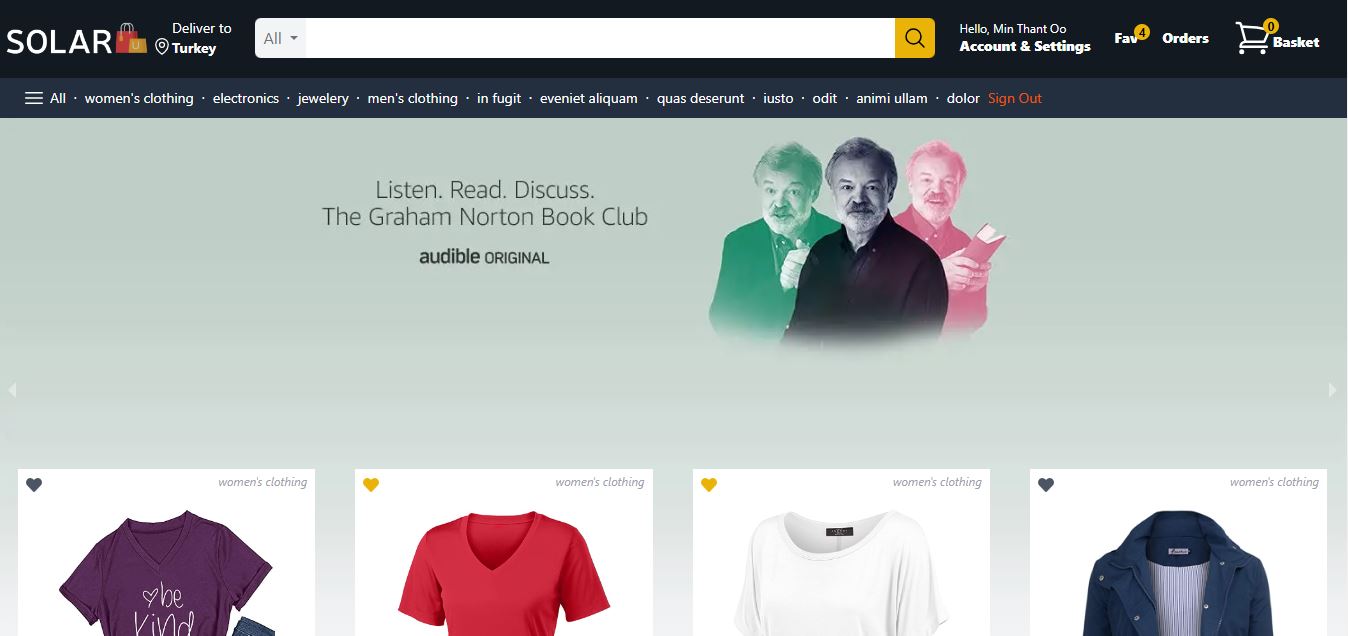 SOLAR
Deliver to
Turkey
All
Hello, Min Thant Oo
Account & Settings
Fav 4
Orders
0
Basket
All · women's clothing · electronics · jewelery · men's clothing · in fugit · eveniet aliquam · quas deserunt · iusto · odit · animi ullam · dolor Sign Out
Listen. Read. Discuss.
The Graham Norton Book Club
audible ORIGINAL
women's clothing
women's clothing
women's clothing
women's clothing
be
kind